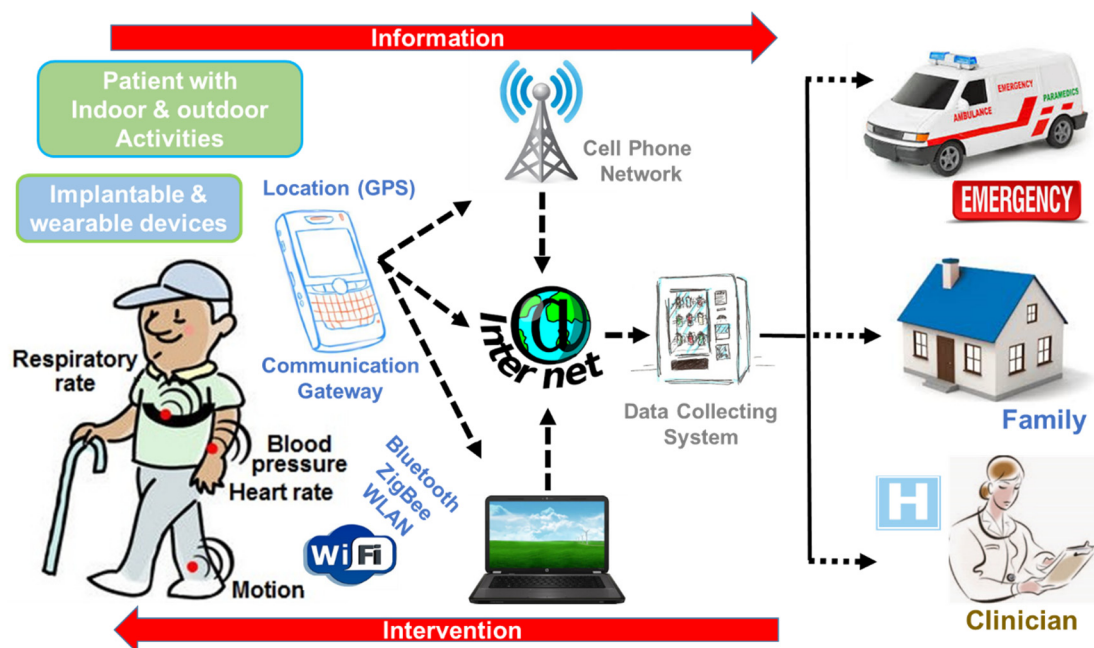 Information
Patient with
Indoor & outdoor
Activities
Implantable &
wearable devices
Location (GPS)
Communication
Gateway
Cell Phone
Network
Respiratory
rate
Blood
pressure
Heart rate
Motion
Bluetooth
ZigBee
WLAN
WiFi
@
Inter net
Data Collecting
System
EMERGENCY
AMBULANCE
PARAMEDICS
EMERGENCY
Family
H
Clinician
Intervention